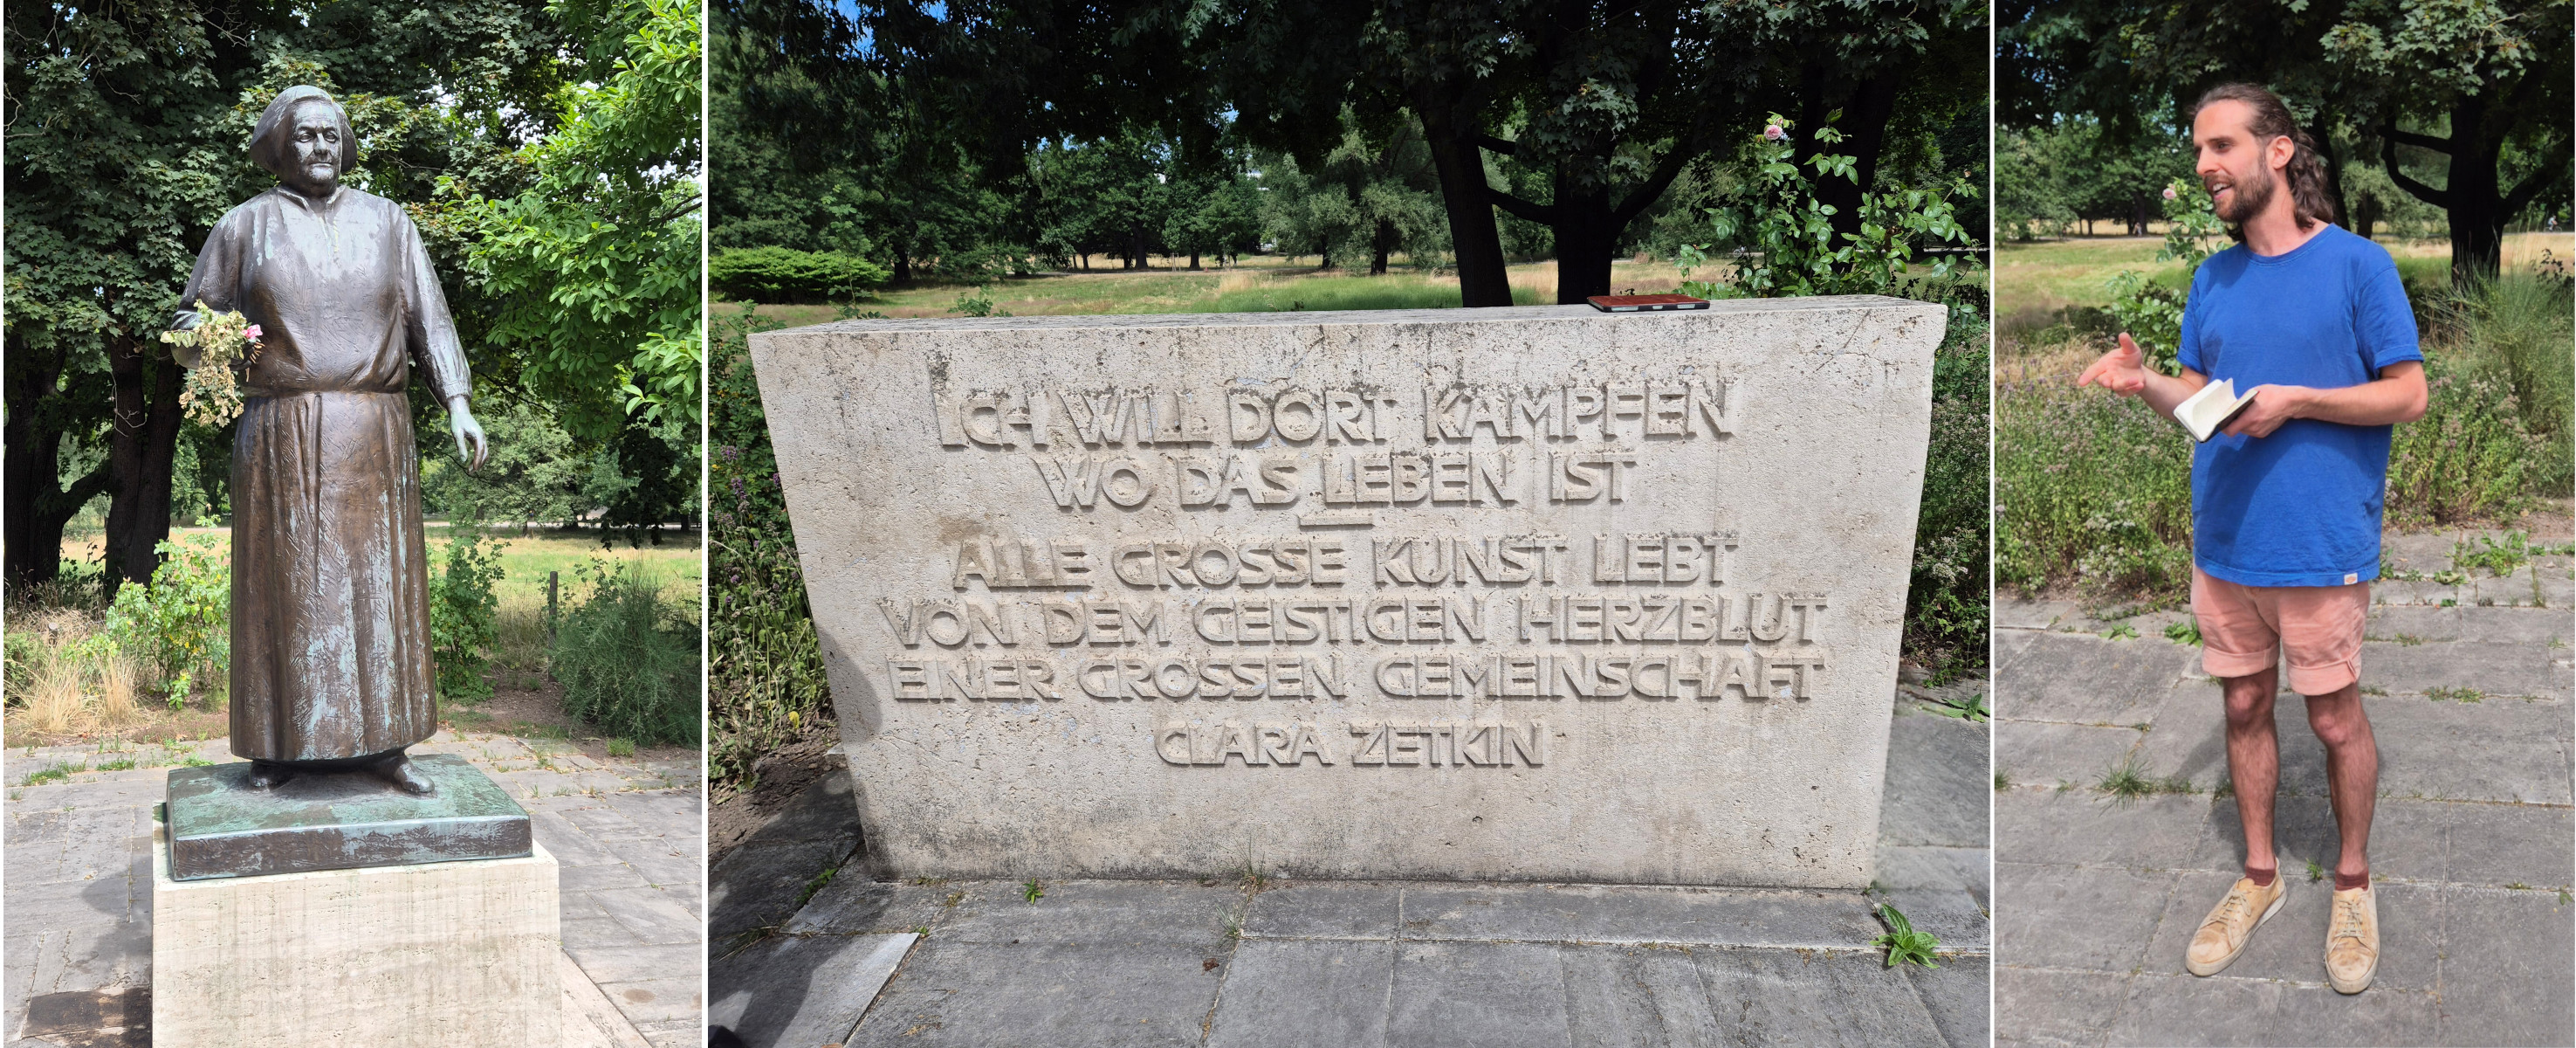 ICH WILL DORT KÄMPFEN
WO DAS LEBEN IST
ALLE GROSSE KUNST LEBT
VON DEM GEISTIGEN HERZBLUT
EINER GROSSEN GEMEINSCHAFT
CLARA ZETKIN